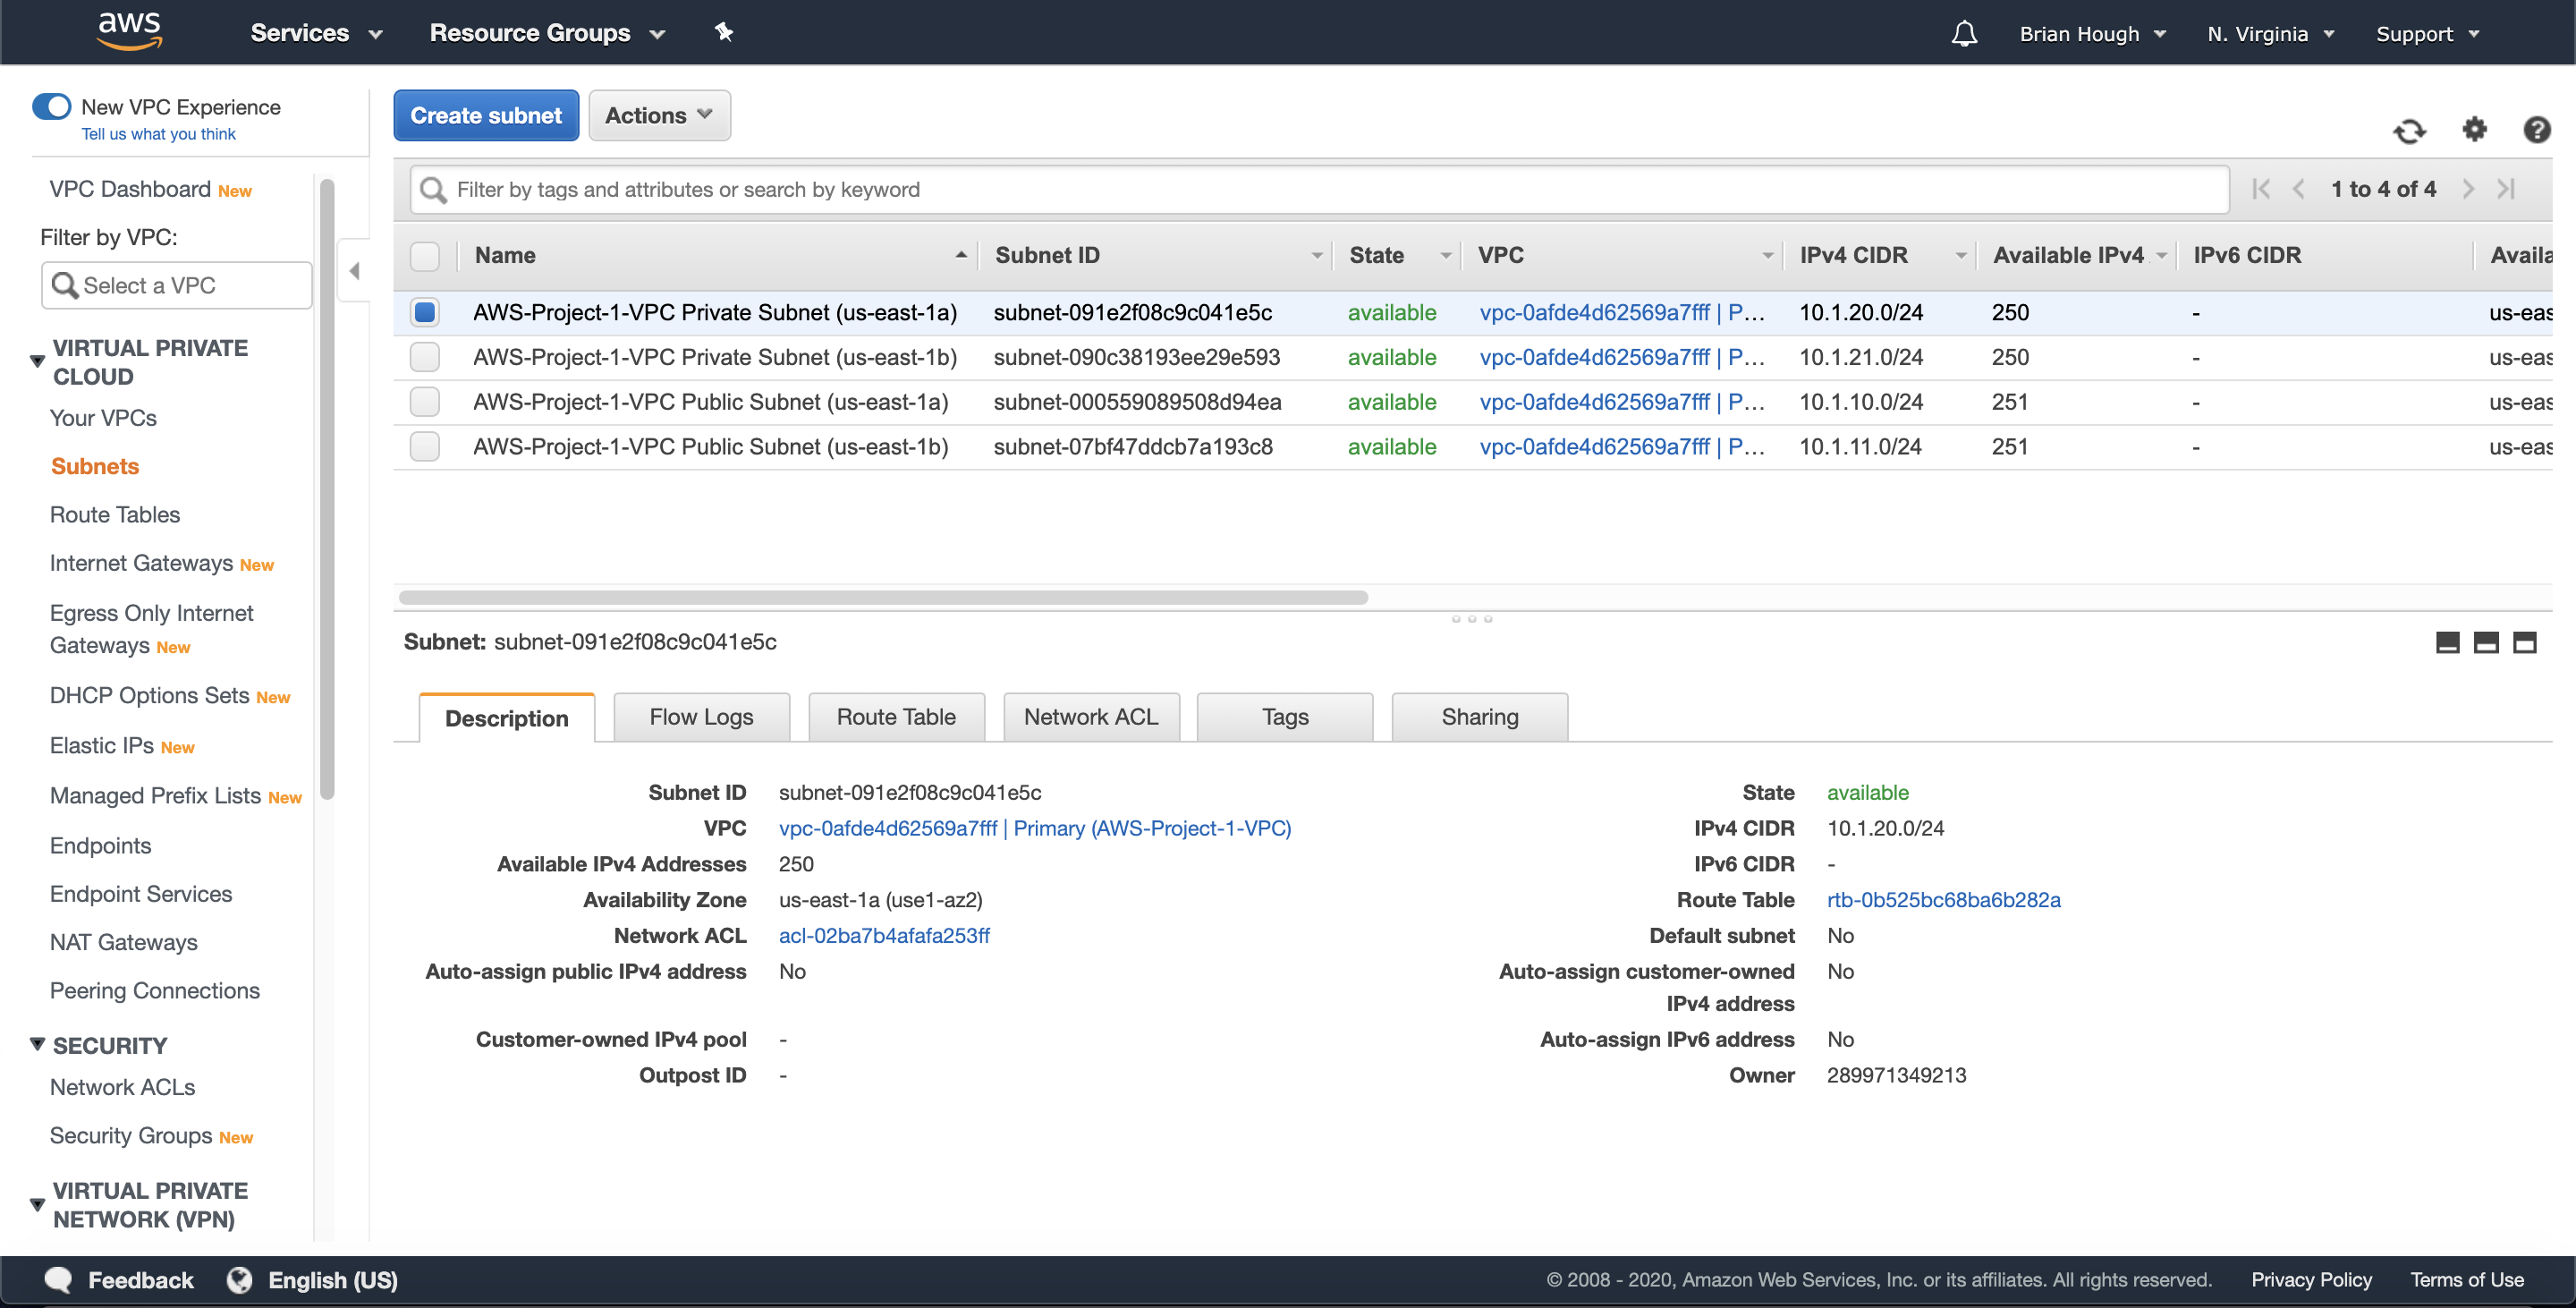 aws Services Resource Groups Brian Hough N. Virginia Support
New VPC Experience
Tell us what you think
VPC Dashboard New
Filter by VPC:
Select a VPC
VIRTUAL PRIVATE
CLOUD
Your VPCs
Subnets
Route Tables
Internet Gateways New
Egress Only Internet
Gateways New
DHCP Options Sets New
Elastic IPs New
Managed Prefix Lists New
Endpoints
Endpoint Services
NAT Gateways
Peering Connections
SECURITY
Network ACLs
Security Groups New
VIRTUAL PRIVATE
NETWORK (VPN)
Create subnet Actions
Filter by tags and attributes or search by keyword 1 to 4 of 4
Name Subnet ID State VPC IPv4 CIDR Available IPv4 IPv6 CIDR Availa
AWS-Project-1-VPC Private Subnet (us-east-1a) subnet-091e2f08c9c041e5c available vpc-0afde4d62569a7fff | P... 10.1.20.0/24 250 - us-eas
AWS-Project-1-VPC Private Subnet (us-east-1b) subnet-090c38193ee29e593 available vpc-0afde4d62569a7fff | P... 10.1.21.0/24 250 - us-eas
AWS-Project-1-VPC Public Subnet (us-east-1a) subnet-000559089508d94ea available vpc-0afde4d62569a7fff | P... 10.1.10.0/24 251 - us-eas
AWS-Project-1-VPC Public Subnet (us-east-1b) subnet-07bf47ddcb7a193c8 available vpc-0afde4d62569a7fff | P... 10.1.11.0/24 251 - us-eas
Subnet: subnet-091e2f08c9c041e5c
Description Flow Logs Route Table Network ACL Tags Sharing
Subnet ID subnet-091e2f08c9c041e5c State available
VPC vpc-0afde4d62569a7fff | Primary (AWS-Project-1-VPC) IPv4 CIDR 10.1.20.0/24
Available IPv4 Addresses 250 IPv6 CIDR -
Availability Zone us-east-1a (use1-az2) Route Table rtb-0b525bc68ba6b282a
Network ACL acl-02ba7b4afafa253ff Default subnet No
Auto-assign public IPv4 address No Auto-assign customer-owned No
IPv4 address
Customer-owned IPv4 pool - Auto-assign IPv6 address No
Outpost ID - Owner 289971349213
Feedback English (US) © 2008 - 2020, Amazon Web Services, Inc. or its affiliates. All rights reserved. Privacy Policy Terms of Use